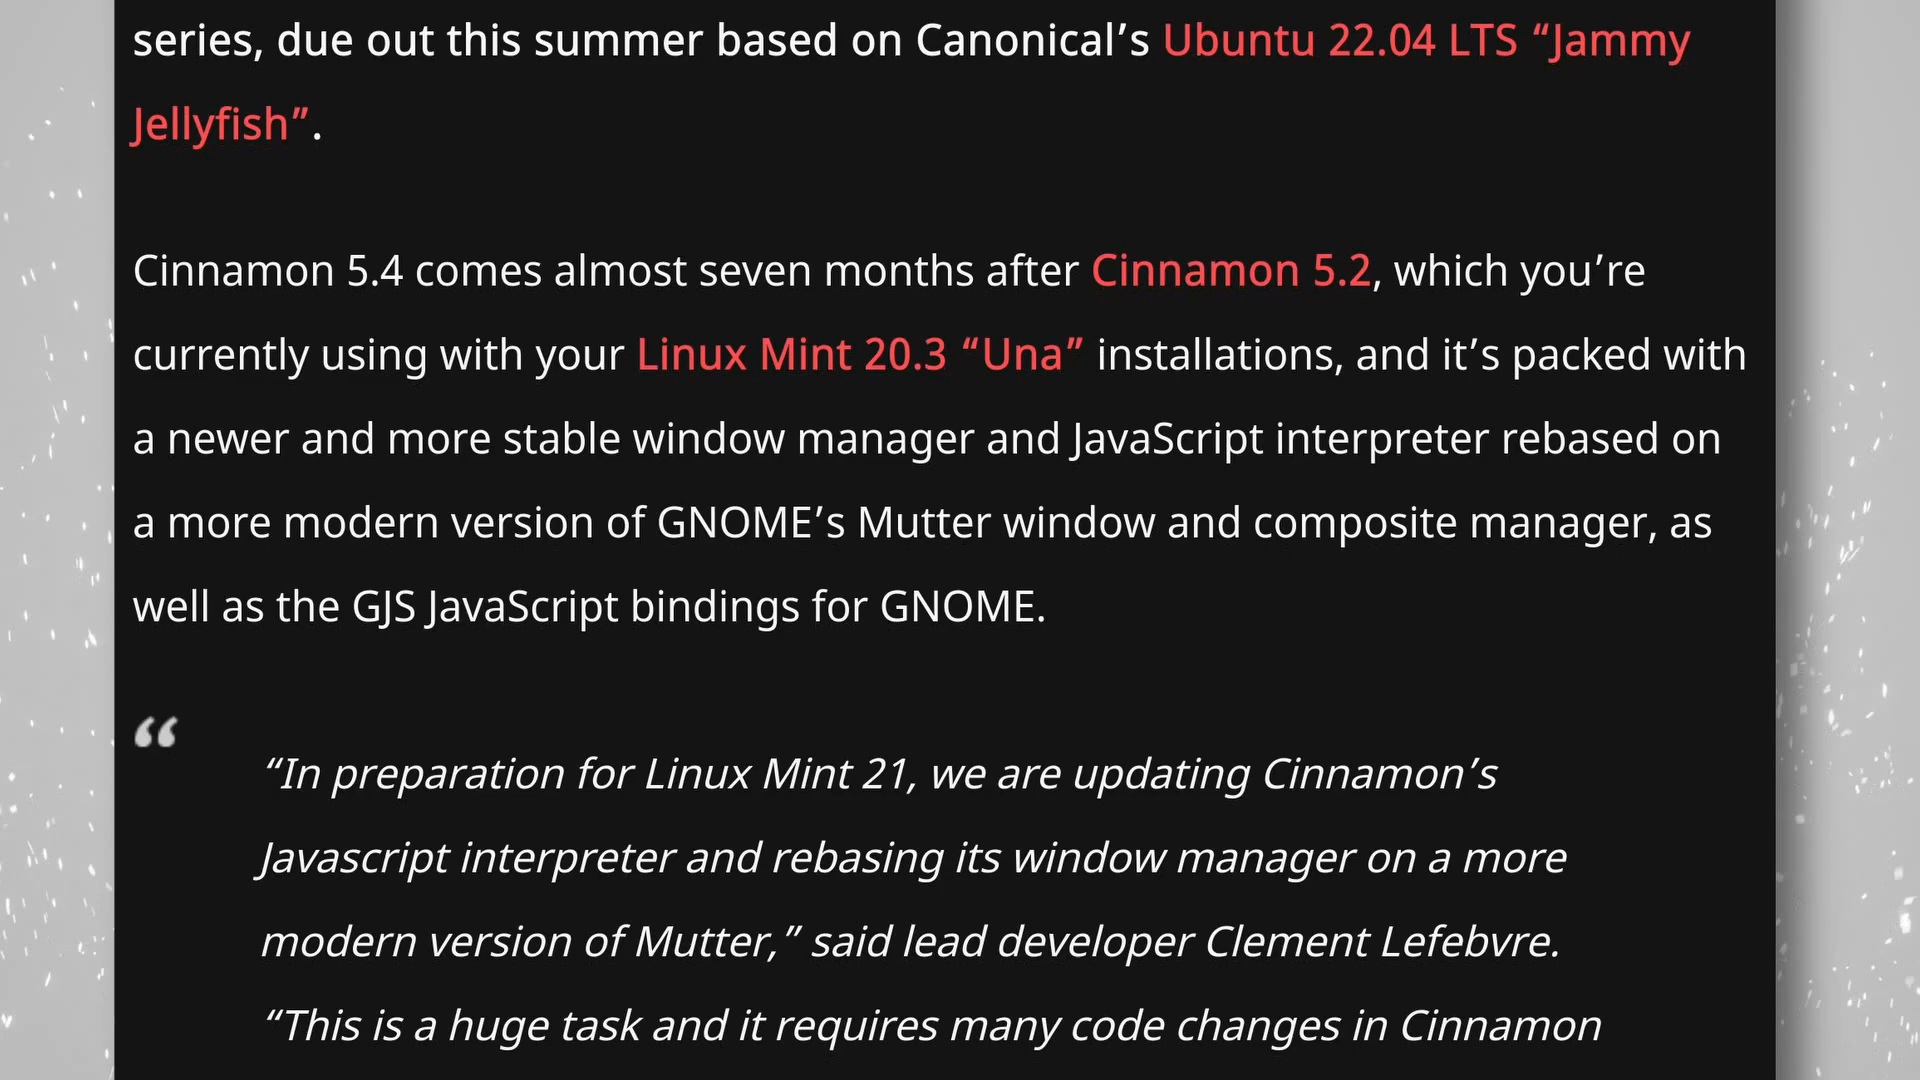 series, due out this summer based on Canonical’s Ubuntu 22.04 LTS “Jammy
Jellyfish”.
Cinnamon 5.4 comes almost seven months after Cinnamon 5.2, which you’re
currently using with your Linux Mint 20.3 “Una” installations, and it’s packed with
a newer and more stable window manager and JavaScript interpreter rebased on
a more modern version of GNOME’s Mutter window and composite manager, as
well as the GJS JavaScript bindings for GNOME.
“
“In preparation for Linux Mint 21, we are updating Cinnamon’s
Javascript interpreter and rebasing its window manager on a more
modern version of Mutter,” said lead developer Clement Lefebvre.
“This is a huge task and it requires many code changes in Cinnamon